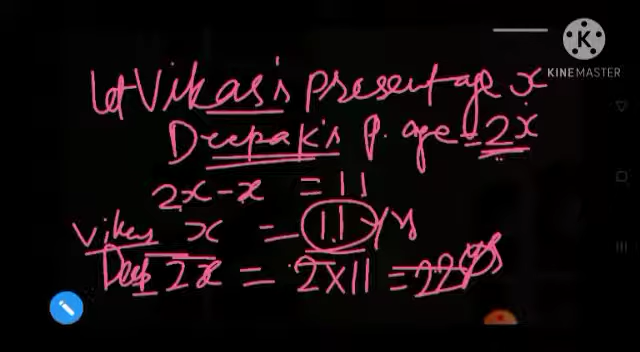 KINEMASTER
let Vikas's present age x
Deepak's p. age = 2x
2x - x = 11
Vikas x = 11 yrs
Deep 2x = 2x11 = 22 yrs